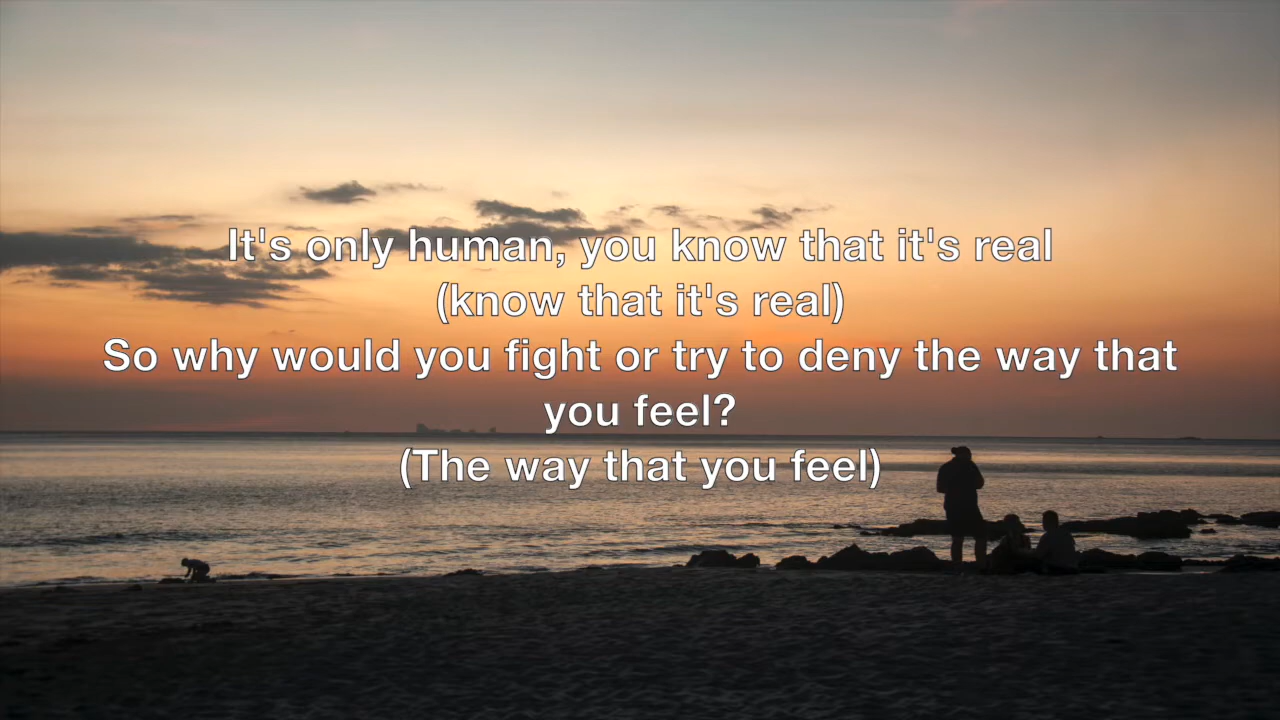 It's only human, you know that it's real
(know that it's real)
So why would you fight or try to deny the way that
you feel?
(The way that you feel)